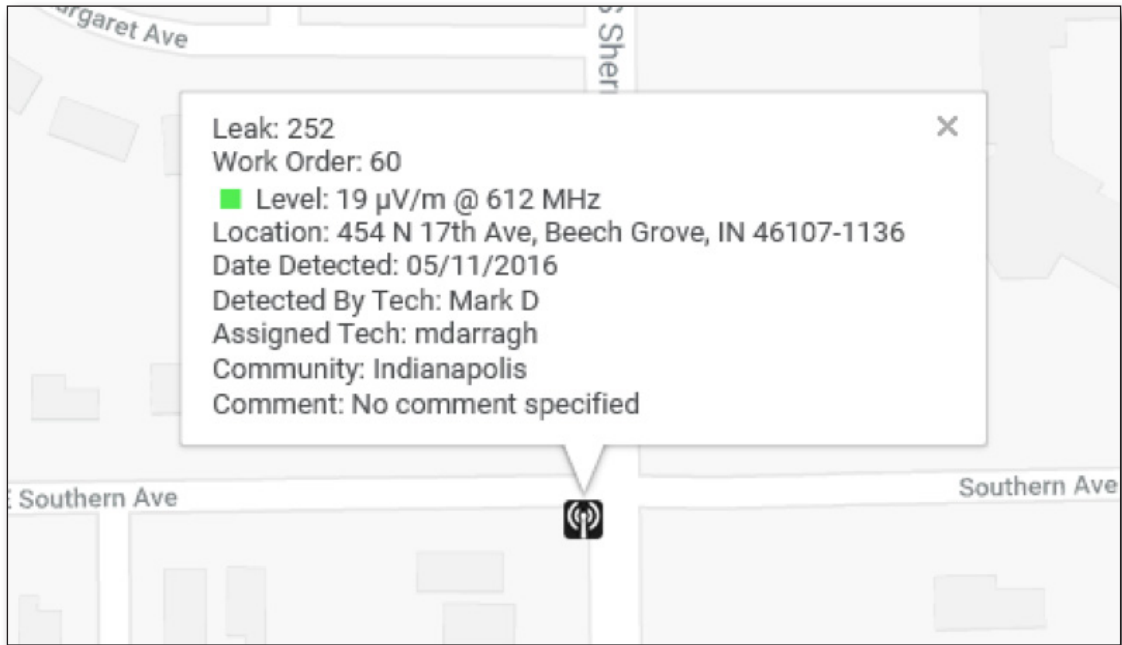 Ave
S Sher
Leak: 252
Work Order: 60
Level: 19 µV/m @ 612 MHz
Location: 454 N 17th Ave, Beech Grove, IN 46107-1136
Date Detected: 05/11/2016
Detected By Tech: Mark D
Assigned Tech: mdarragh
Community: Indianapolis
Comment: No comment specified
E Southern Ave
Southern Ave